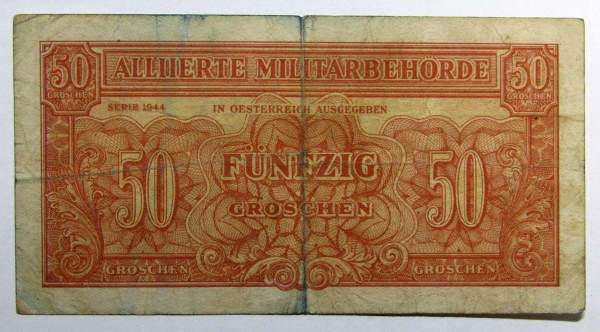 50 GROSCHEN ALLIIERTE MILITÄRBEHÖRDE 50 GROSCHEN
SERIE 1944 IN OESTERREICH AUSGEGEBEN
50 FÜNFZIG 50
GROSCHEN
GROSCHEN GROSCHEN